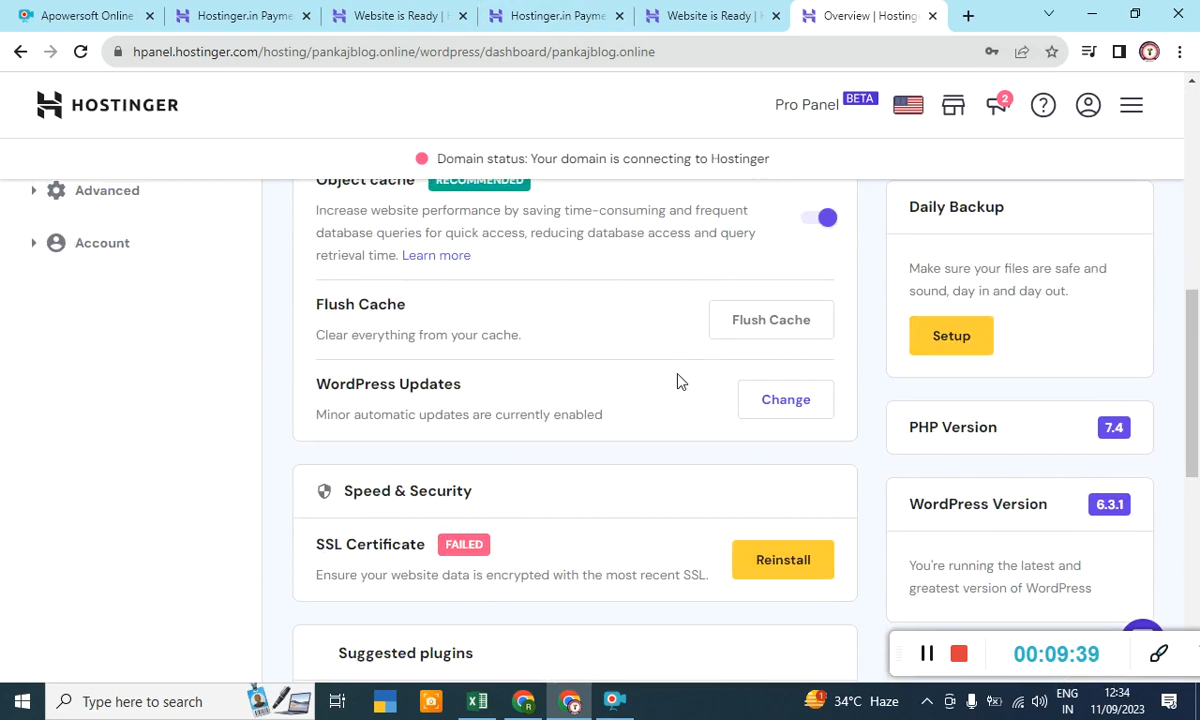 Apowersoft Online
Hostinger.in Payme
Website is Ready |
Hostinger.in Payme
Website is Ready |
Overview | Hosting
hpanel.hostinger.com/hosting/pankajblog.online/wordpress/dashboard/pankajblog.online
HOSTINGER
Pro Panel BETA
2
Domain status: Your domain is connecting to Hostinger
Advanced
Account
Object cache RECOMMENDED
Increase website performance by saving time-consuming and frequent
database queries for quick access, reducing database access and query
retrieval time. Learn more
Flush Cache
Clear everything from your cache.
Flush Cache
WordPress Updates
Minor automatic updates are currently enabled
Change
Speed & Security
SSL Certificate FAILED
Ensure your website data is encrypted with the most recent SSL.
Reinstall
Suggested plugins
Daily Backup
Make sure your files are safe and
sound, day in and day out.
Setup
PHP Version 7.4
WordPress Version 6.3.1
You're running the latest and
greatest version of WordPress
00:09:39
Type here to search
1
34°C Haze
ENG
IN
12:34
11/09/2023